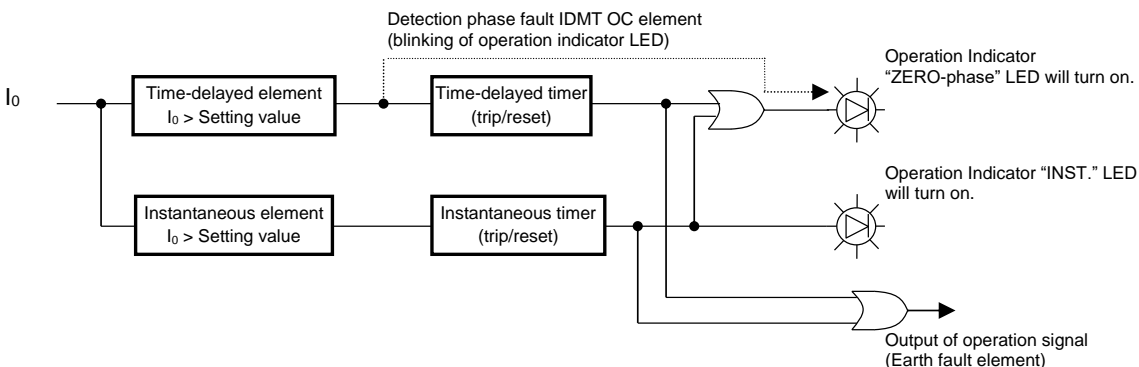 Detection phase fault IDMT OC element
(blinking of operation indicator LED)
Operation Indicator
“ZERO-phase” LED will turn on.
I₀
Time-delayed element
I₀ > Setting value
Time-delayed timer
(trip/reset)
Operation Indicator “INST.” LED
will turn on.
Instantaneous element
I₀ > Setting value
Instantaneous timer
(trip/reset)
Output of operation signal
(Earth fault element)